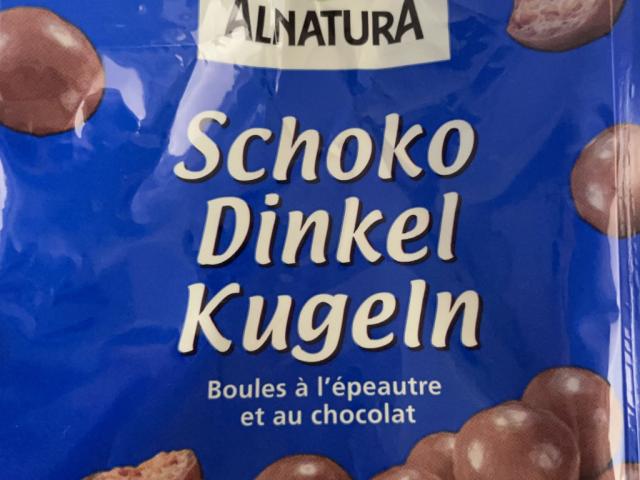 ALNATURA
Schoko
Dinkel
Kugeln
Boules à l'épeautre
et au chocolat